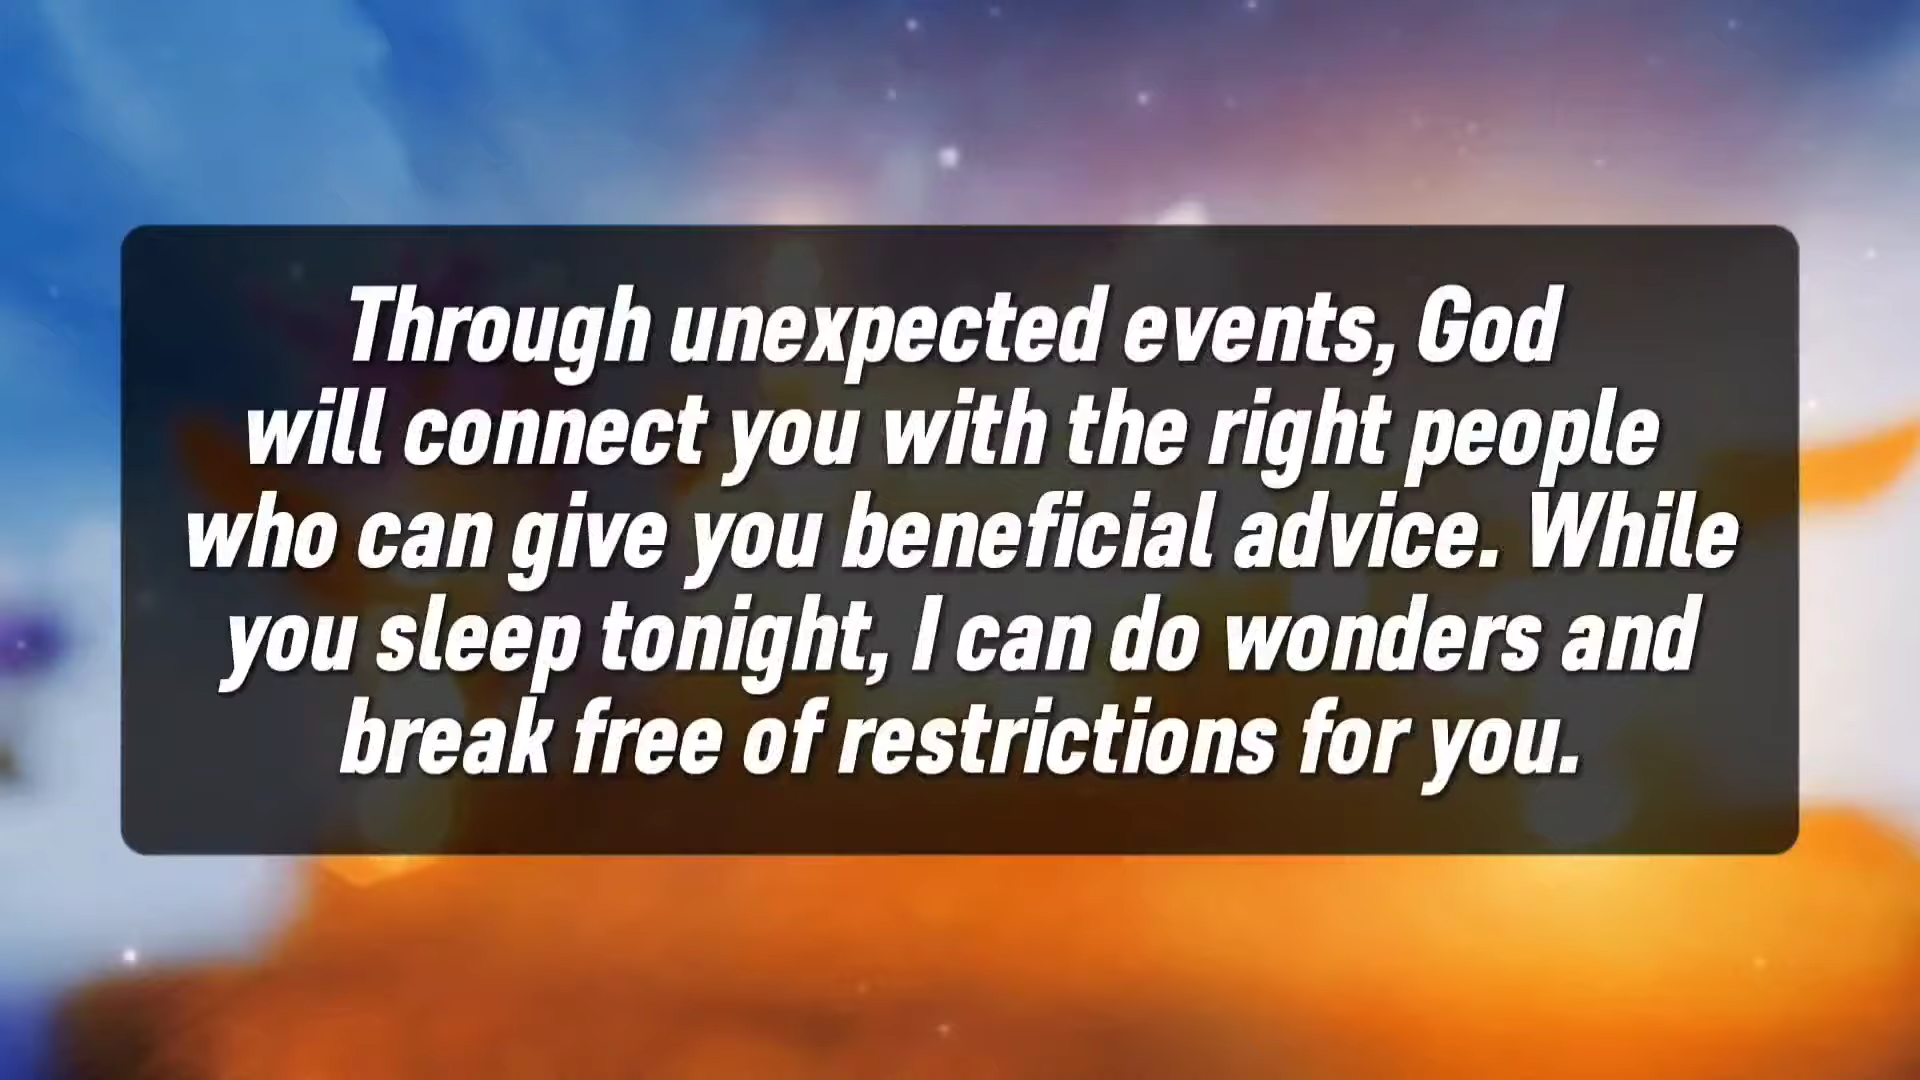 Through unexpected events, God
will connect you with the right people
who can give you beneficial advice. While
you sleep tonight, I can do wonders and
break free of restrictions for you.